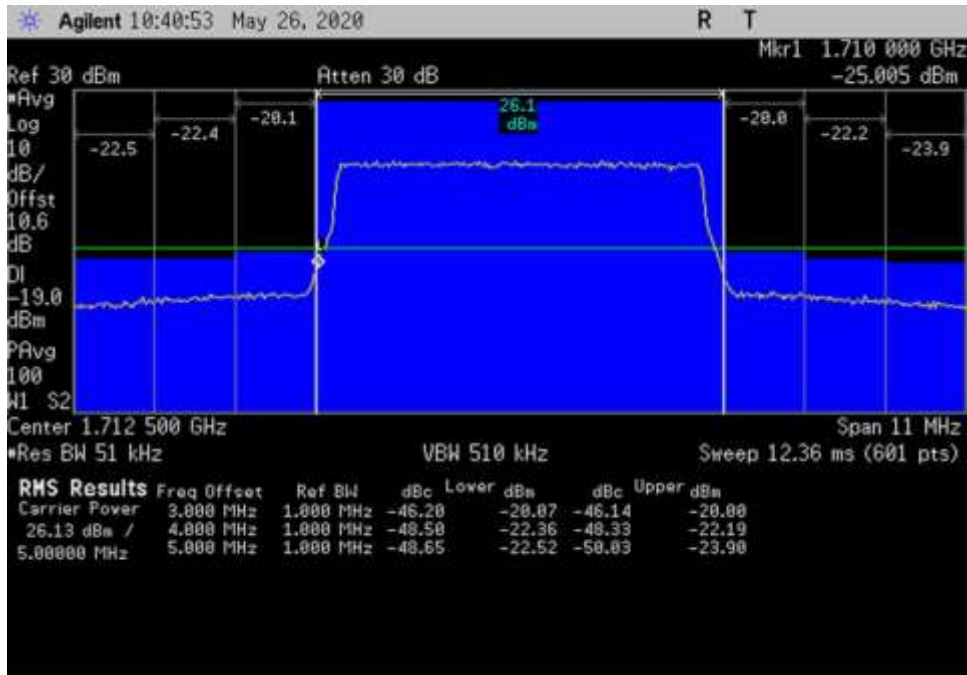 Agilent 10:40:53 May 26, 2020 R T
Mkr1 1.710 000 GHz
Ref 30 dBm Atten 30 dB -25.005 dBm
*Avg
Log
10
dB/
Offst
10.6
dB
DI
-19.0
dBm
PAvg
100
W1 S2
-22.5 -22.4 -20.1 26.1 dBm -20.0 -22.2 -23.9
1
Center 1.712 500 GHz Span 11 MHz
*Res BW 51 kHz VBW 510 kHz Sweep 12.36 ms (601 pts)
RMS Results Freq Offset Ref BW dBc Lower dBm dBc Upper dBm
Carrier Power 3.000 MHz 1.000 MHz -46.20 -20.07 -46.14 -20.00
26.13 dBm / 4.000 MHz 1.000 MHz -48.50 -22.36 -48.33 -22.19
5.00000 MHz 5.000 MHz 1.000 MHz -48.65 -22.52 -50.03 -23.90